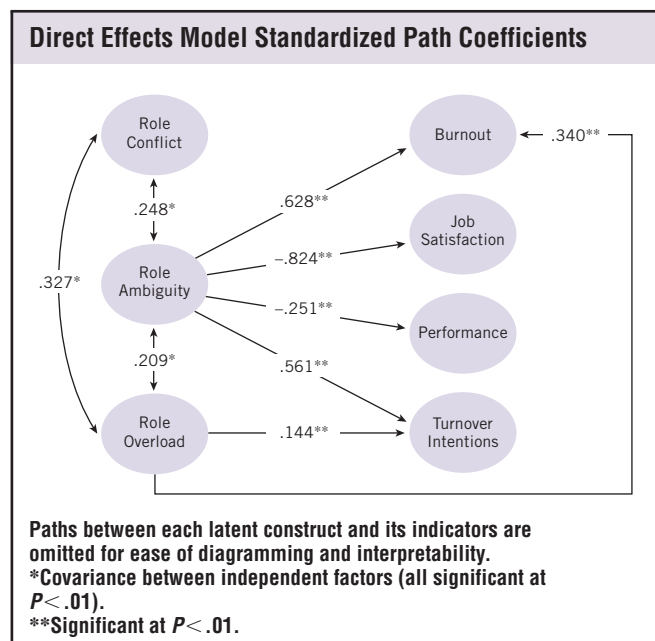 Direct Effects Model Standardized Path Coefficients
Role
Conflict
Burnout
.340**
.248*
.628**
Job
Satisfaction
–.824**
Role
Ambiguity
.327*
–.251**
Performance
.209*
.561**
Role
Overload
.144**
Turnover
Intentions
Paths between each latent construct and its indicators are
omitted for ease of diagramming and interpretability.
*Covariance between independent factors (all significant at
P< .01).
**Significant at P< .01.